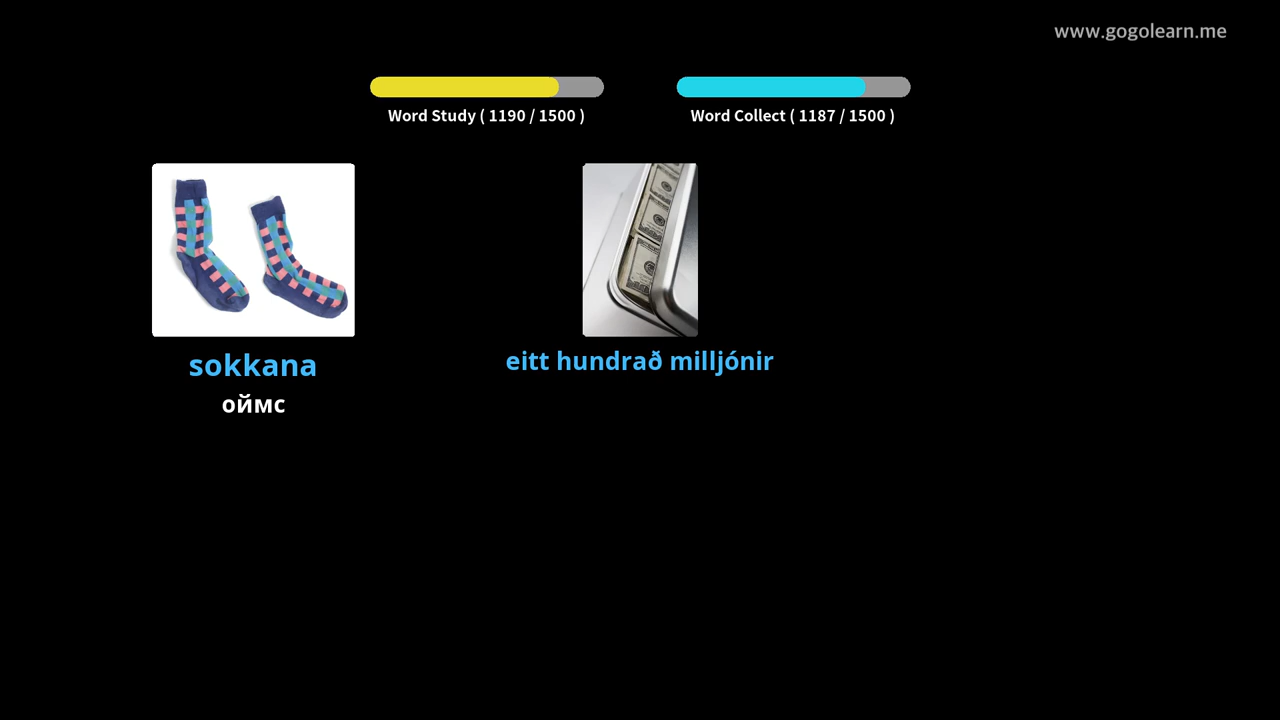 www.gogolearn.me
Word Study ( 1190 / 1500 )
Word Collect ( 1187 / 1500 )
sokkana
оймс
eitt hundrað milljónir